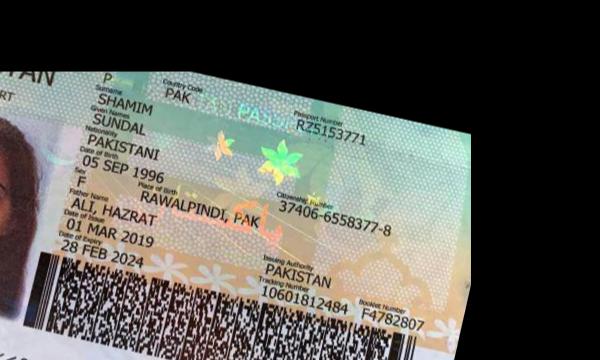 P
Country Code
PAK
Surname
SHAMIM
Passport Number
RZ5153771
Given Names
SUNDAL
Nationality
PAKISTANI
Date of Birth
05 SEP 1996
Sex
F
Place of Birth
RAWALPINDI, PAK
Citizenship Number
37406-6558377-8
Father Name
ALI, HAZRAT
Date of Issue
01 MAR 2019
Issuing Authority
PAKISTAN
Date of Expiry
28 FEB 2024
Tracking Number
10601812484
Booklet Number
F4782807